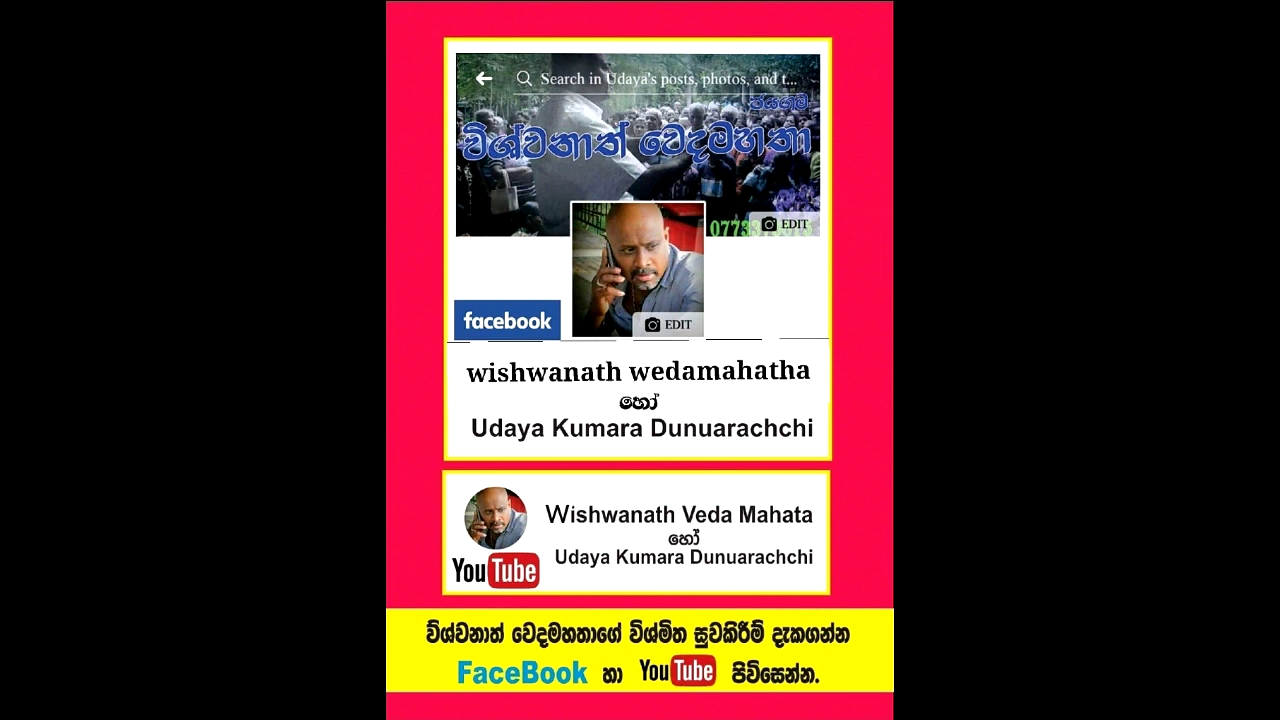 Search in Udaya's posts, photos, and t...
ජයගුම
විශ්වනාත් වෙදමහතා
EDIT
EDIT
facebook
wishwanath wedamahatha
හෝ
Udaya Kumara Dunuarachchi
Wishwanath Veda Mahata
හෝ
Udaya Kumara Dunuarachchi
YouTube
විශ්වනාත් වෙදමහතාගේ විශ්මිත සුවකිරීම් දැකගන්න
FaceBook හා YouTube පිවිසෙන්න.